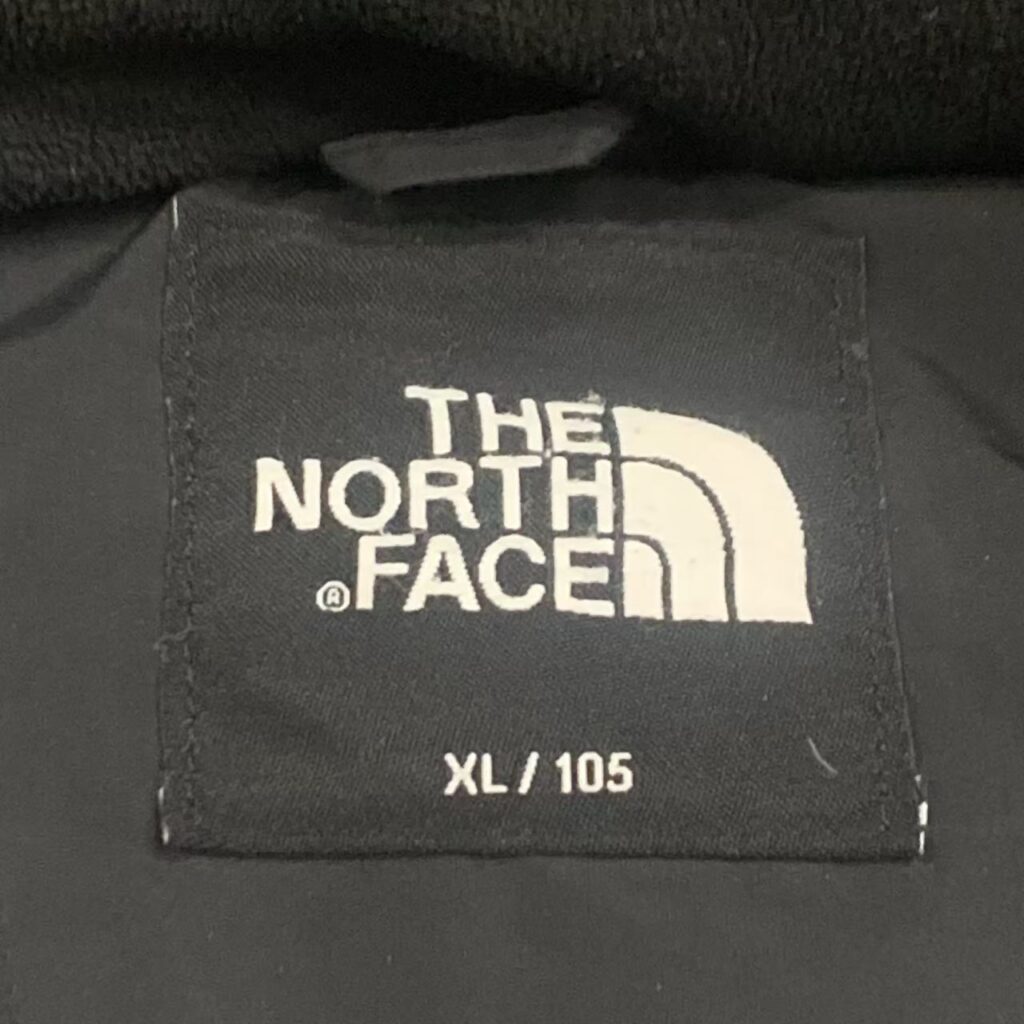 THE
NORTH
®FACE
XL / 105